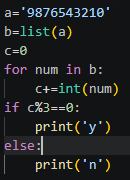 a='9876543210'
b=list(a)
c=0
for num in b:
    c+=int(num)
if c%3==0:
    print('y')
else:
    print('n')